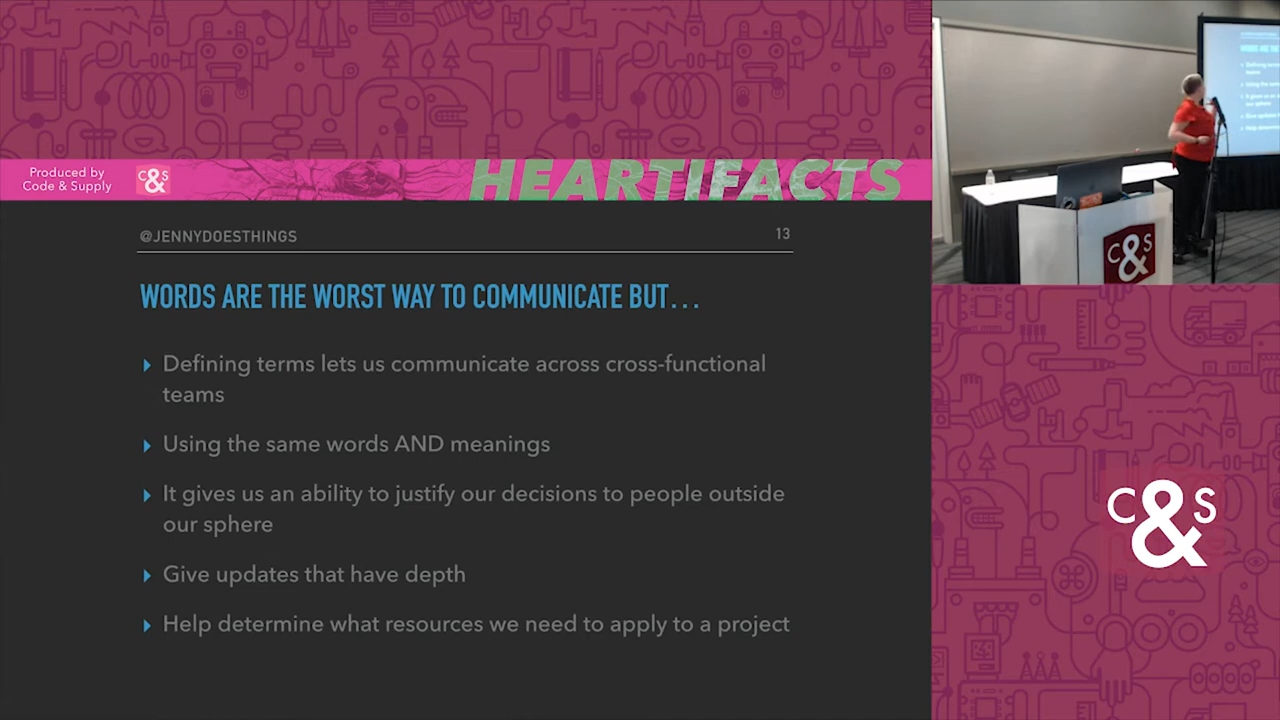 Produced by
Code & Supply
C&S
HEARTIFACTS
@JENNYDOESTHINGS
13
WORDS ARE THE WORST WAY TO COMMUNICATE BUT...
Defining terms lets us communicate across cross-functional
teams
Using the same words AND meanings
It gives us an ability to justify our decisions to people outside
our sphere
Give updates that have depth
Help determine what resources we need to apply to a project
C&S
C&S